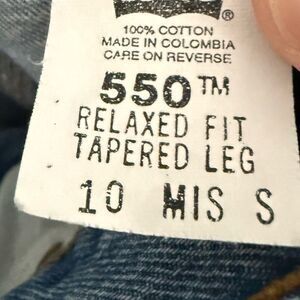 ®
100% COTTON
MADE IN COLOMBIA
CARE ON REVERSE
550™
RELAXED FIT
TAPERED LEG
10 MIS S